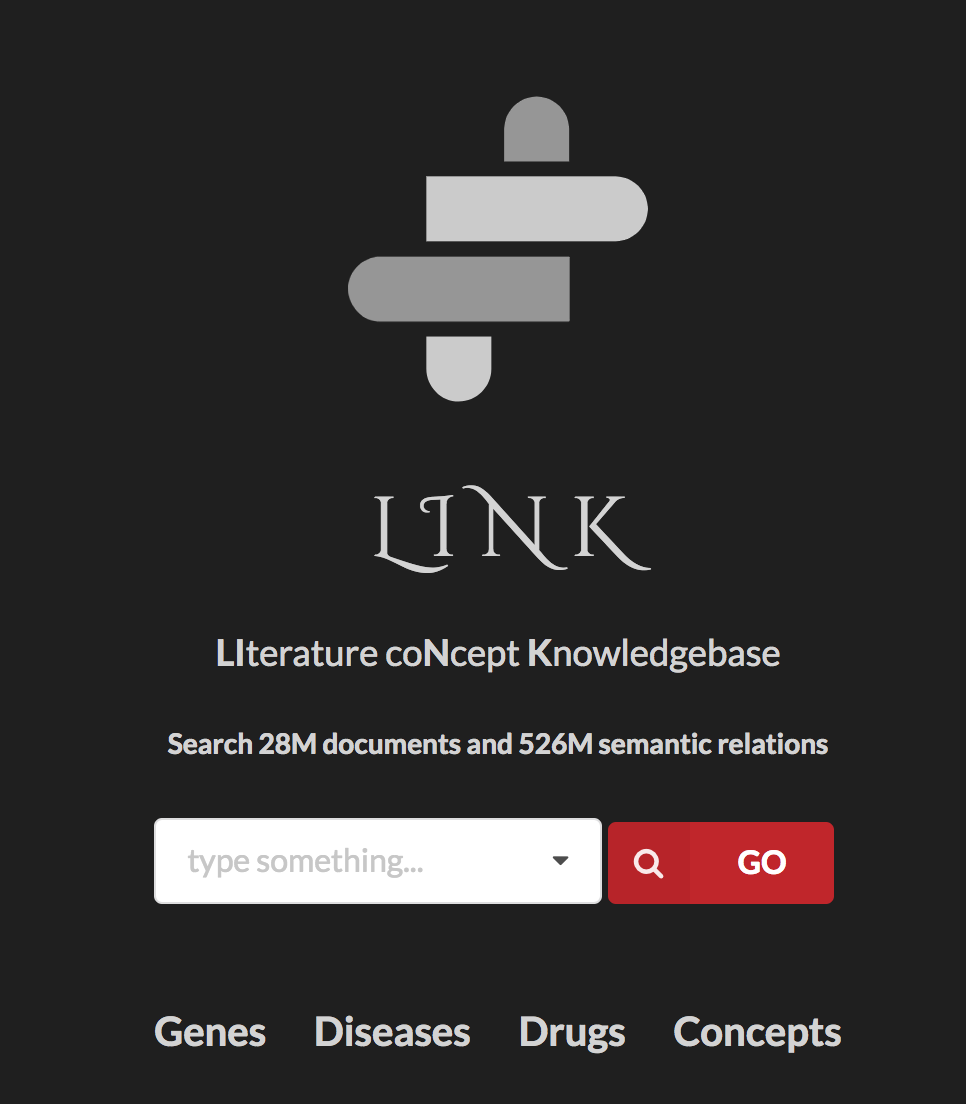 LINK
LIterature coNcept Knowledgebase
Search 28M documents and 526M semantic relations
type something... GO
Genes Diseases Drugs Concepts